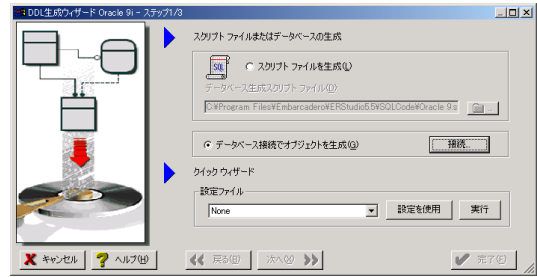 DDL生成ウィザード Oracle 9i - ステップ1/3
スクリプト ファイルまたはデータベースの生成
SQL
スクリプト ファイルを生成(L)
データベース生成スクリプト ファイル(D)
D:¥Program Files¥Embarcadero¥ERStudio5.5¥SQLCode¥Oracle 9.s
データベース接続でオブジェクトを生成(G)
接続...
クイック ウィザード
設定ファイル
None
設定を使用
実行
キャンセル
ヘルプ(H)
戻る(B)
次へ(N)
完了(F)